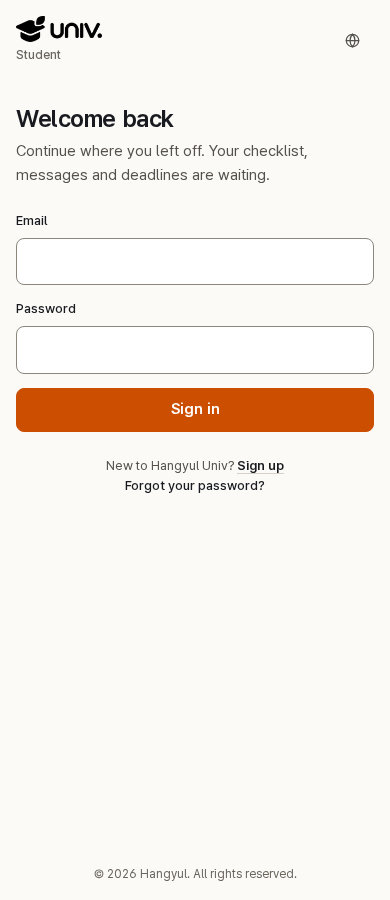 UNIV.
Student
Welcome back
Continue where you left off. Your checklist,
messages and deadlines are waiting.
Email
Password
Sign in
New to Hangyul Univ? Sign up
Forgot your password?
© 2026 Hangyul. All rights reserved.